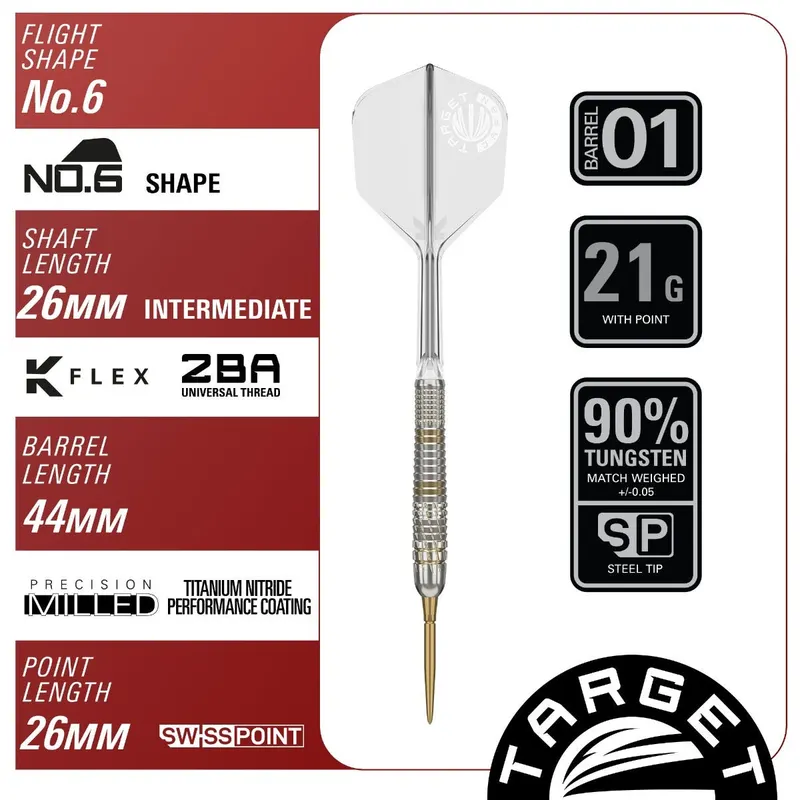 FLIGHT
SHAPE
No.6
NO.6 SHAPE
SHAFT
LENGTH
26MM INTERMEDIATE
K FLEX 2BA
UNIVERSAL THREAD
BARREL
LENGTH
44MM
PRECISION
MILLED
TITANIUM NITRIDE
PERFORMANCE COATING
POINT
LENGTH
26MM SWISSPOINT
TARGET
BARREL 01
21G
WITH POINT
90%
TUNGSTEN
MATCH WEIGHED
+/-0.05
SP
STEEL TIP
TARGET